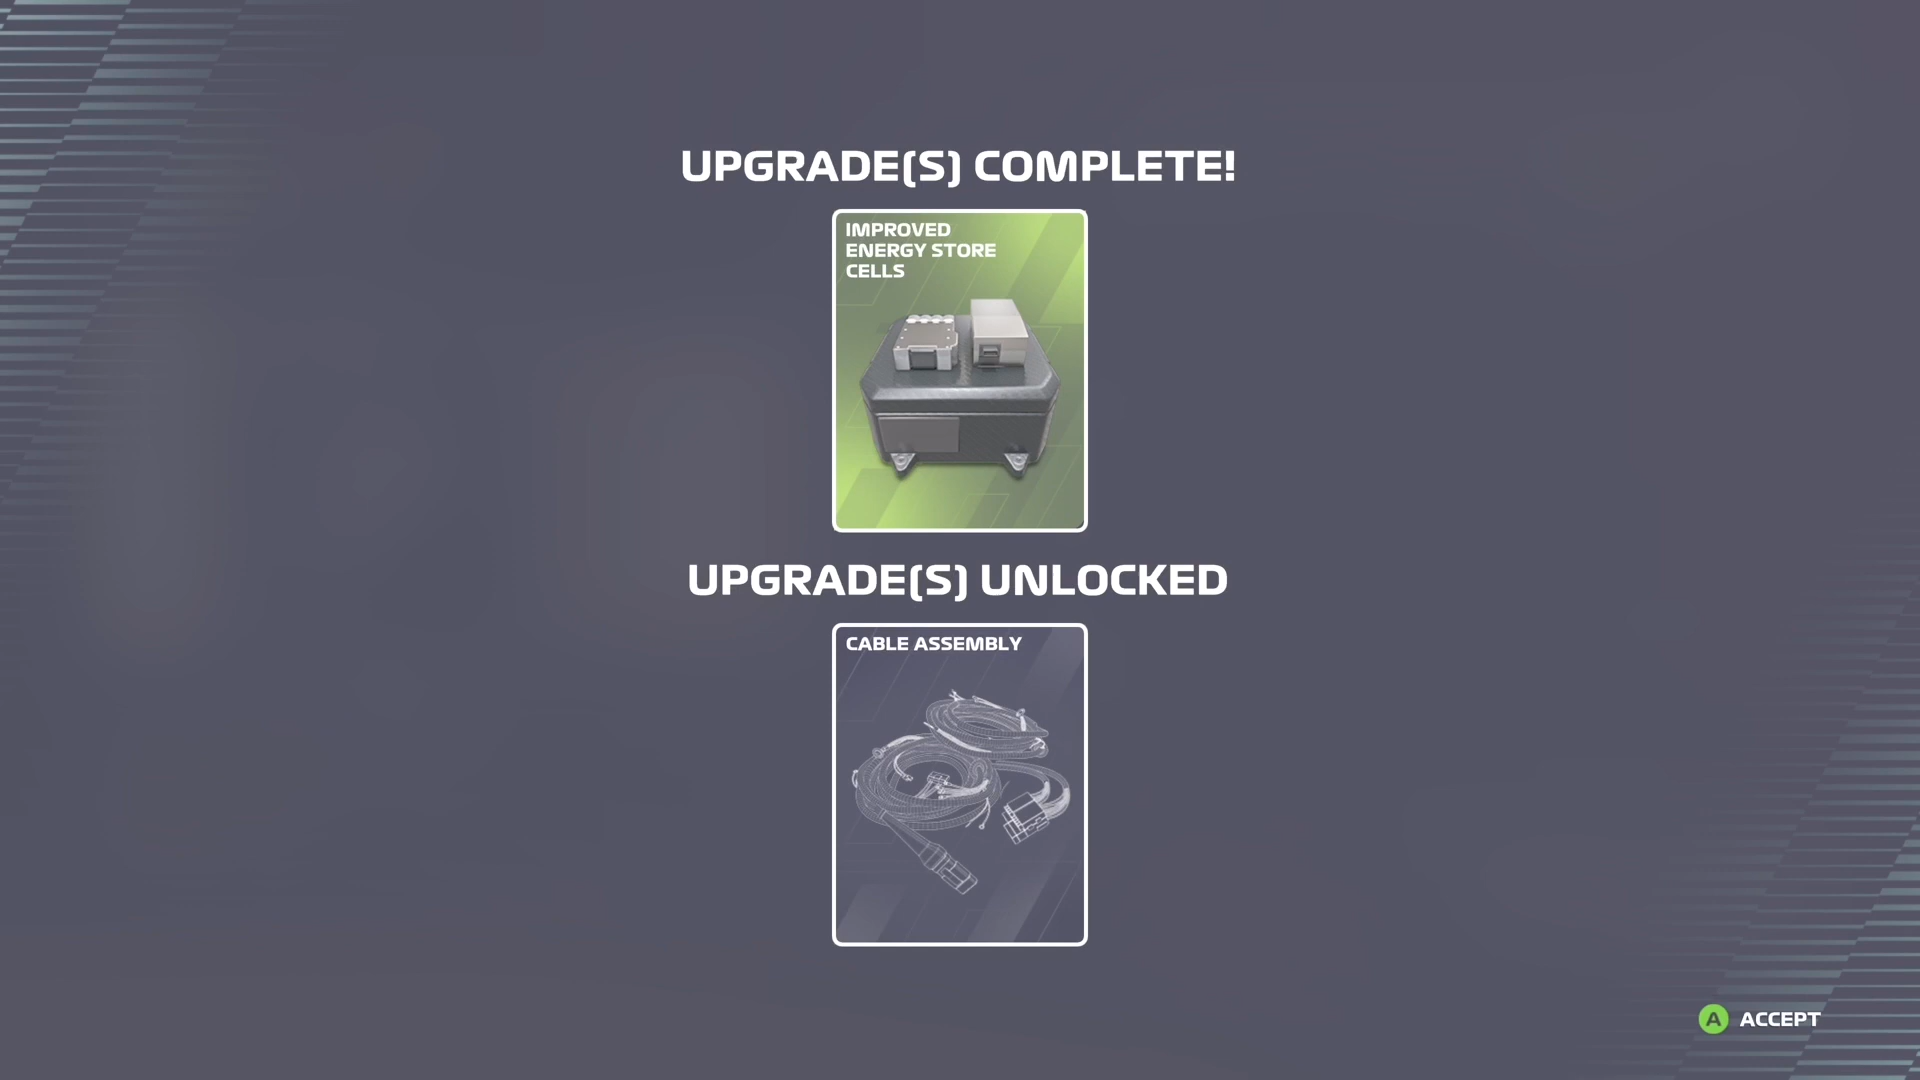 UPGRADE(S) COMPLETE!
IMPROVED
ENERGY STORE
CELLS
UPGRADE(S) UNLOCKED
CABLE ASSEMBLY
A ACCEPT